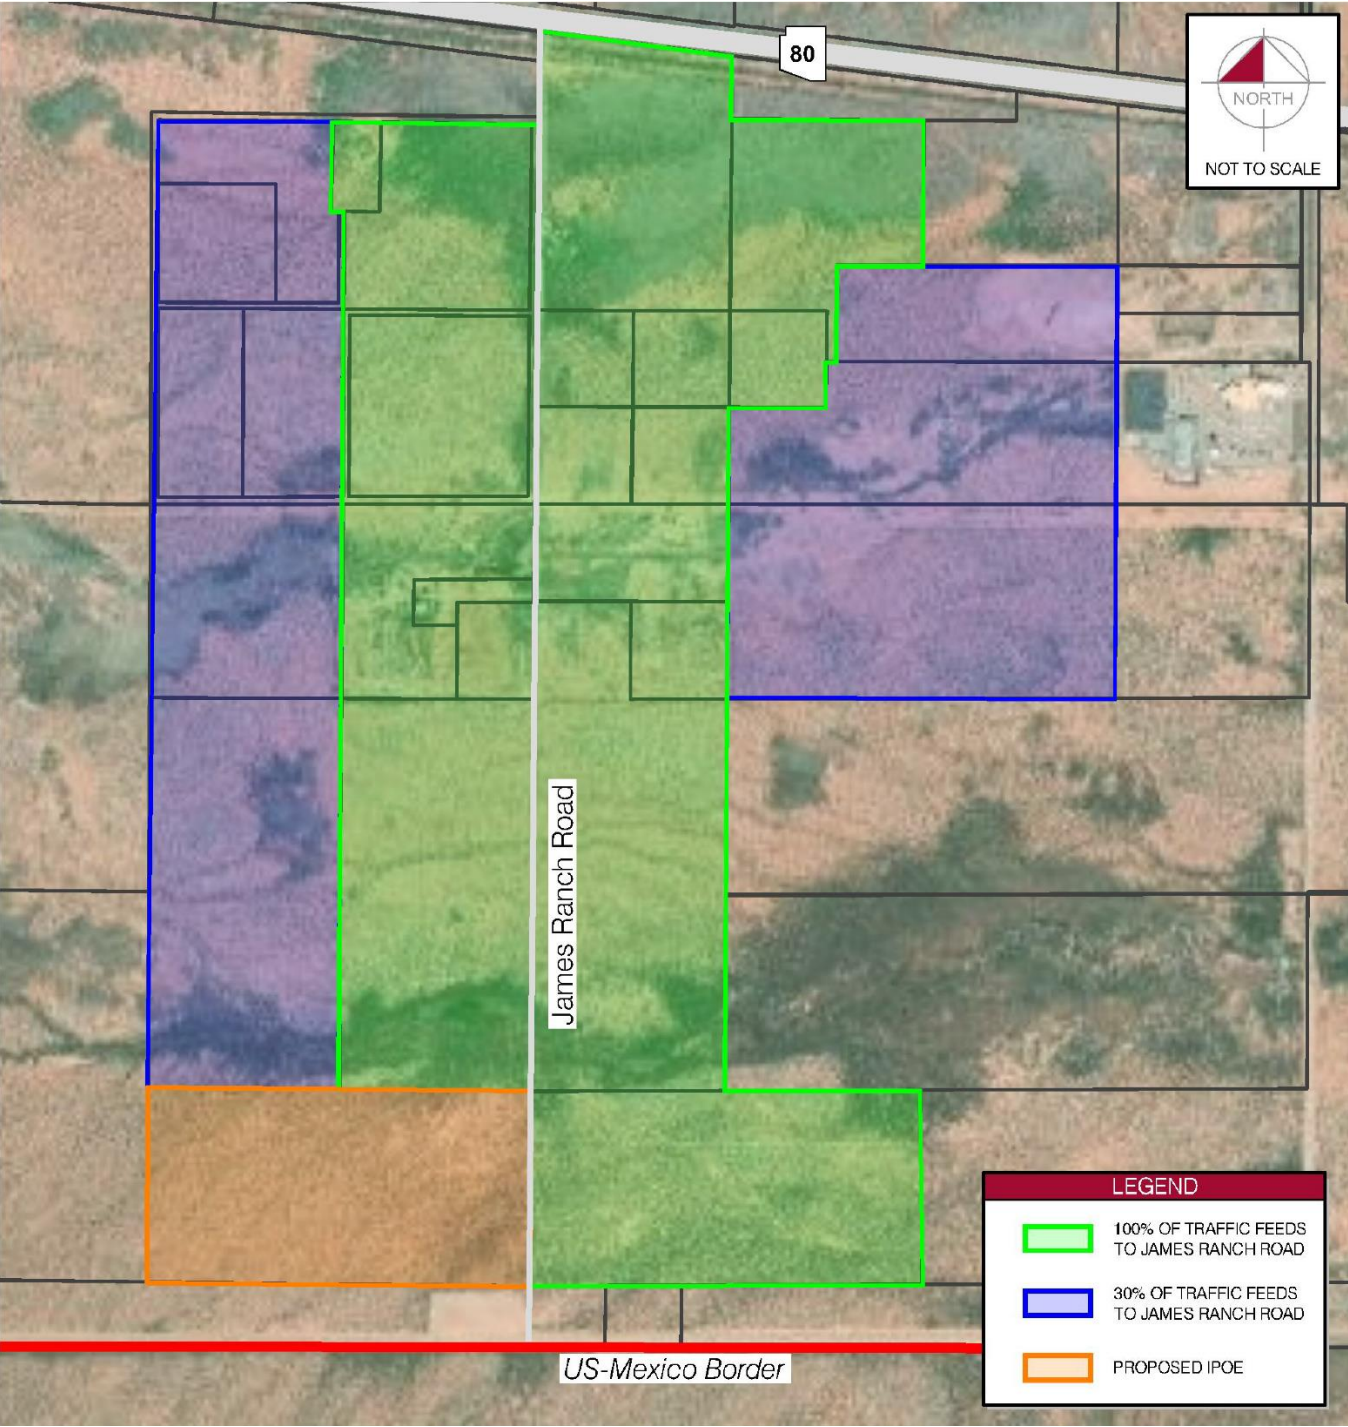 80
NORTH
NOT TO SCALE
James Ranch Road
LEGEND
100% OF TRAFFIC FEEDS
TO JAMES RANCH ROAD
30% OF TRAFFIC FEEDS
TO JAMES RANCH ROAD
PROPOSED IPOE
US-Mexico Border